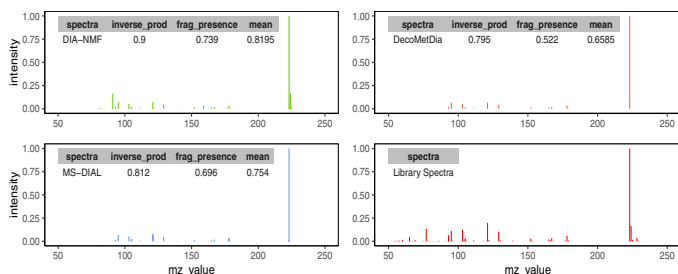 spectra inverse_prod frag_presence mean
DIA−NMF 0.9 0.739 0.8195
intensity
1.00
0.75
0.50
0.25
0.00
50 100 150 200 250
spectra inverse_prod frag_presence mean
DecoMetDia 0.795 0.522 0.6585
1.00
0.75
0.50
0.25
0.00
50 100 150 200 250
spectra inverse_prod frag_presence mean
MS−DIAL 0.812 0.696 0.754
intensity
1.00
0.75
0.50
0.25
0.00
50 100 150 200 250
mz_value
spectra
Library Spectra
1.00
0.75
0.50
0.25
0.00
50 100 150 200 250
mz_value